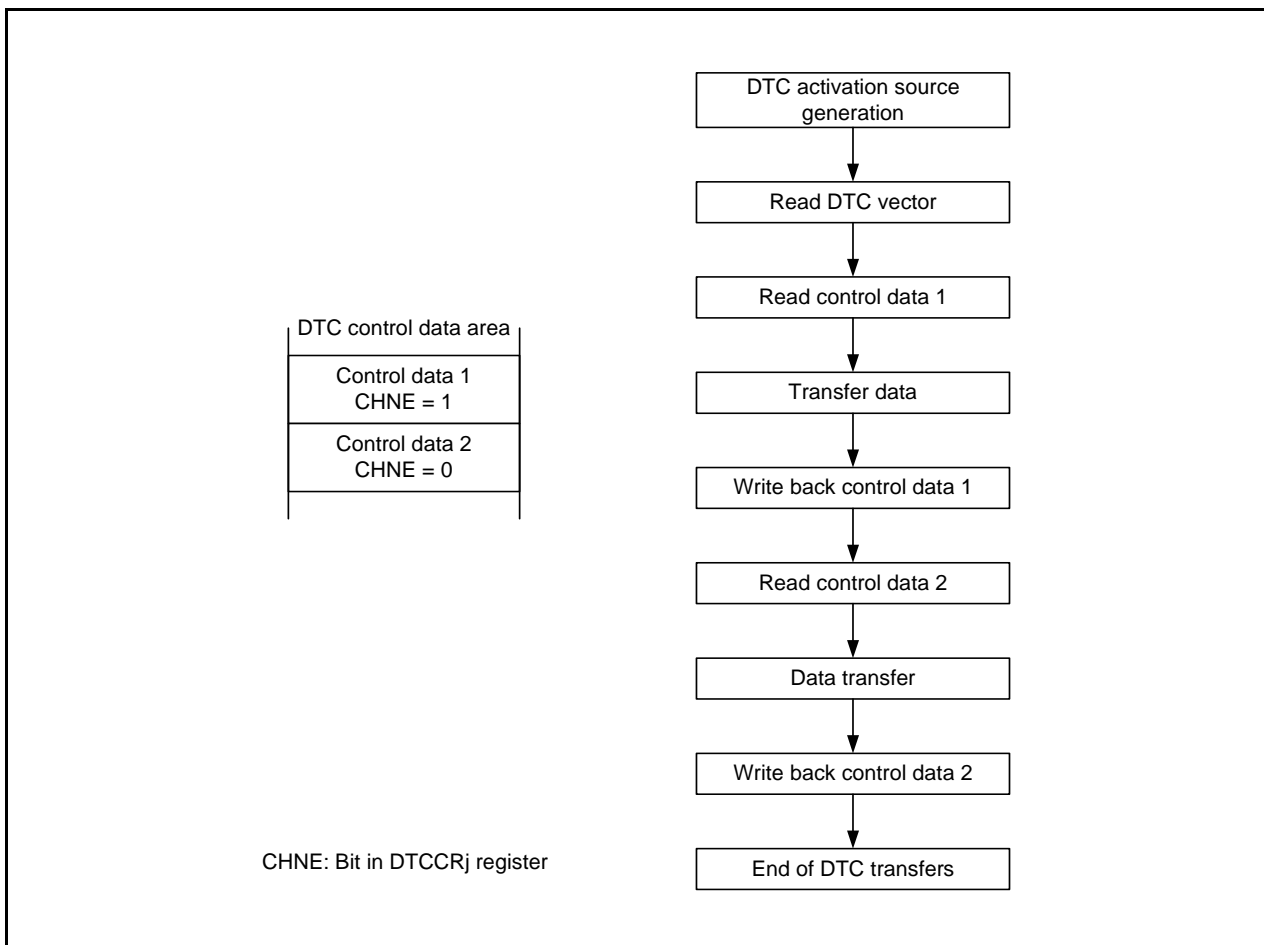 DTC activation source
generation
Read DTC vector
Read control data 1
Transfer data
Write back control data 1
Read control data 2
Data transfer
Write back control data 2
End of DTC transfers
DTC control data area
Control data 1
CHNE = 1
Control data 2
CHNE = 0
CHNE: Bit in DTCCRj register